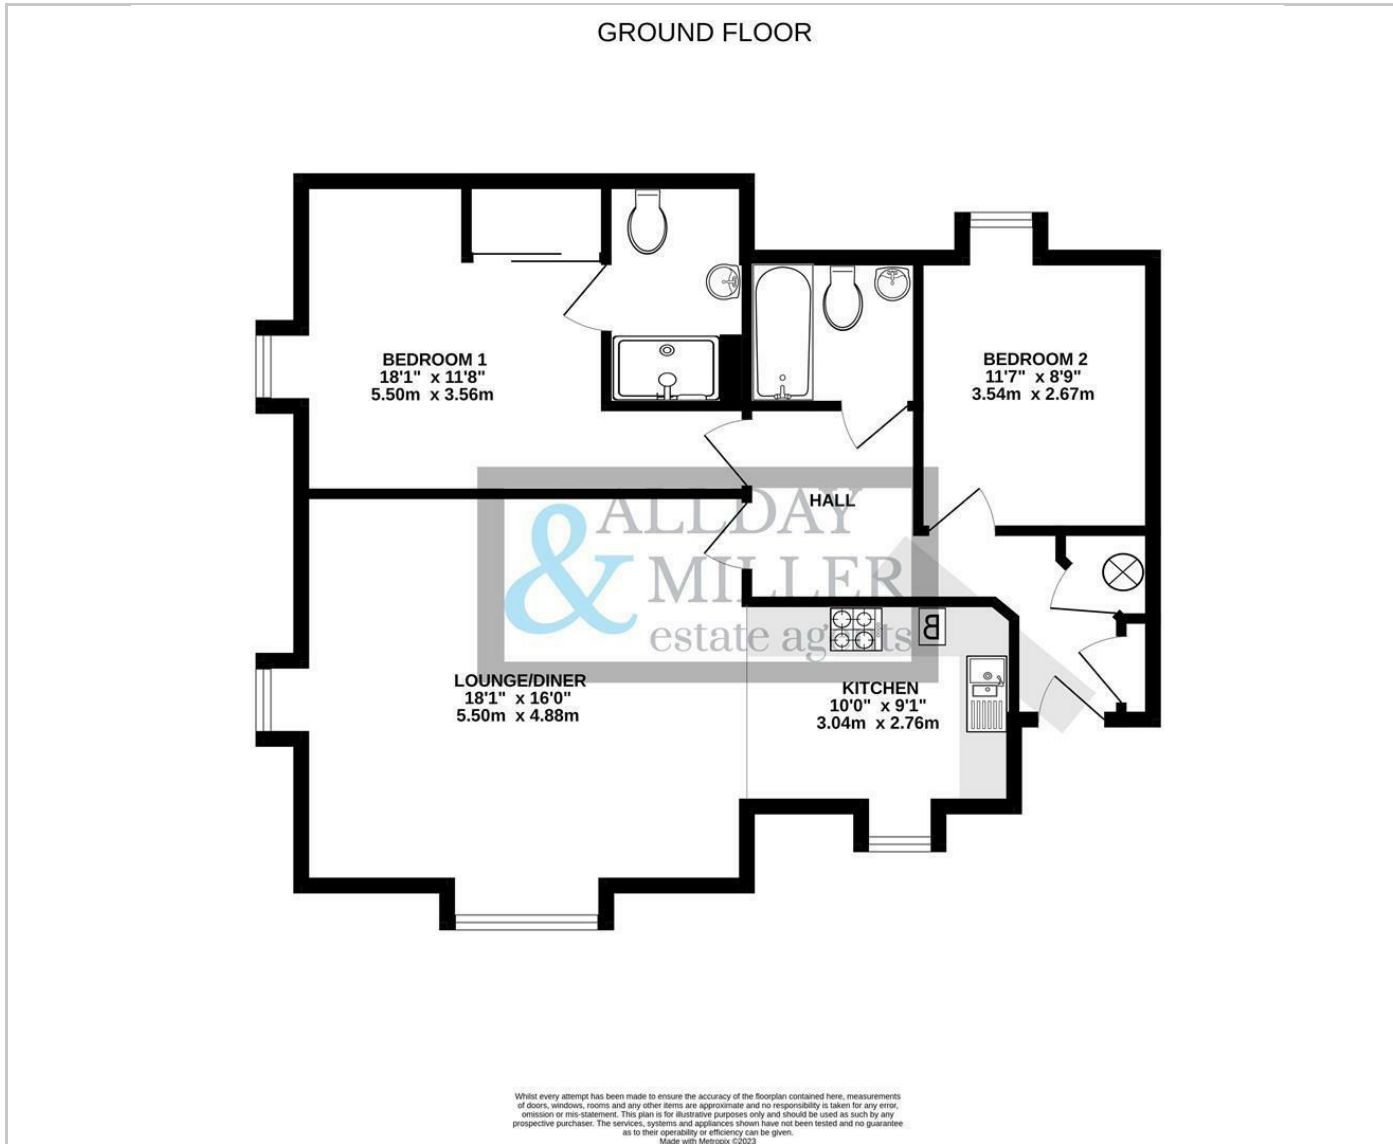 GROUND FLOOR
BEDROOM 1
18'1" x 11'8"
5.50m x 3.56m
BEDROOM 2
11'7" x 8'9"
3.54m x 2.67m
HALL
ALLDAY
& MILLER
estate agents
B
LOUNGE/DINER
18'1" x 16'0"
5.50m x 4.88m
KITCHEN
10'0" x 9'1"
3.04m x 2.76m
Whilst every attempt has been made to ensure the accuracy of the floorplan contained here, measurements
of doors, windows, rooms and any other items are approximate and no responsibility is taken for any error,
omission or mis-statement. This plan is for illustrative purposes only and should be used as such by any
prospective purchaser. The services, systems and appliances shown have not been tested and no guarantee
as to their operability or efficiency can be given.
Made with Metropix ©2023